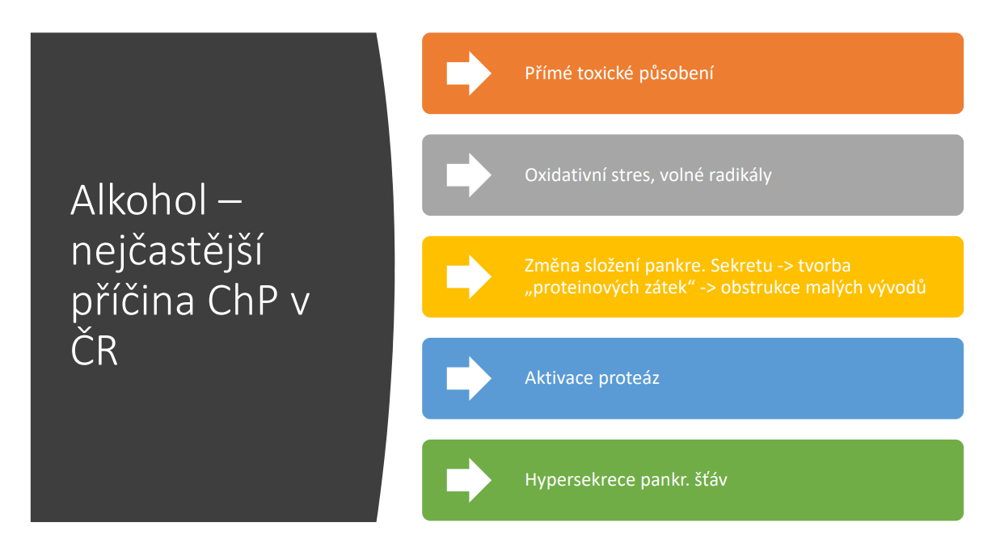 Alkohol –
nejčastější
příčina ChP v
ČR
Přímé toxické působení
Oxidativní stres, volné radikály
Změna složení pankre. Sekretu -> tvorba
„proteinových zátek“ -> obstrukce malých vývodů
Aktivace proteáz
Hypersekrece pankr. šťáv